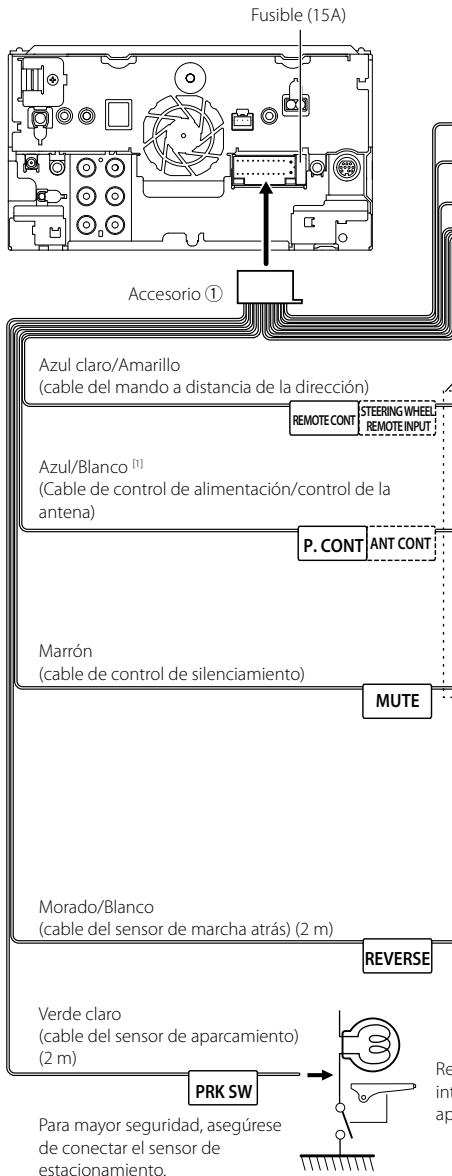 Fusible (15A)
Accesorio ①
Azul claro/Amarillo
(cable del mando a distancia de la dirección)
REMOTE CONT
STEERING WHEEL
REMOTE INPUT
Azul/Blanco [1]
(Cable de control de alimentación/control de la
antena)
P. CONT
ANT CONT
Marrón
(cable de control de silenciamiento)
MUTE
Morado/Blanco
(cable del sensor de marcha atrás) (2 m)
REVERSE
Verde claro
(cable del sensor de aparcamiento)
(2 m)
PRK SW
Para mayor seguridad, asegúrese
de conectar el sensor de
estacionamiento.